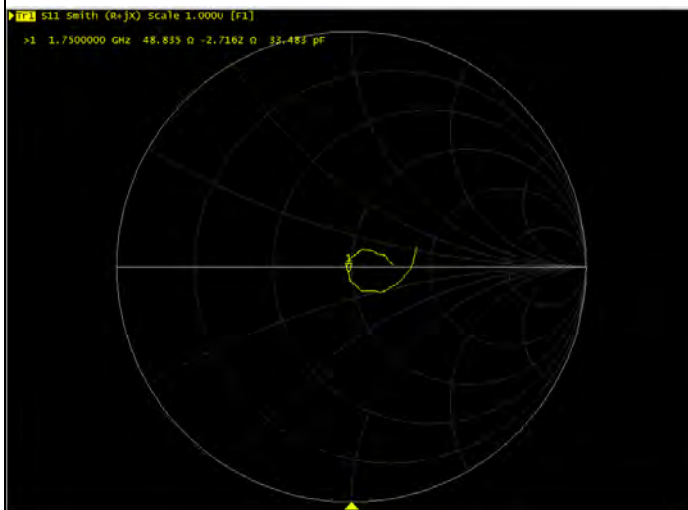 Tr1 S11 Smith (R+jX) Scale 1.000U [F1]
>1 1.7500000 GHz 48.835 Ω -2.7162 Ω 33.483 pF
1